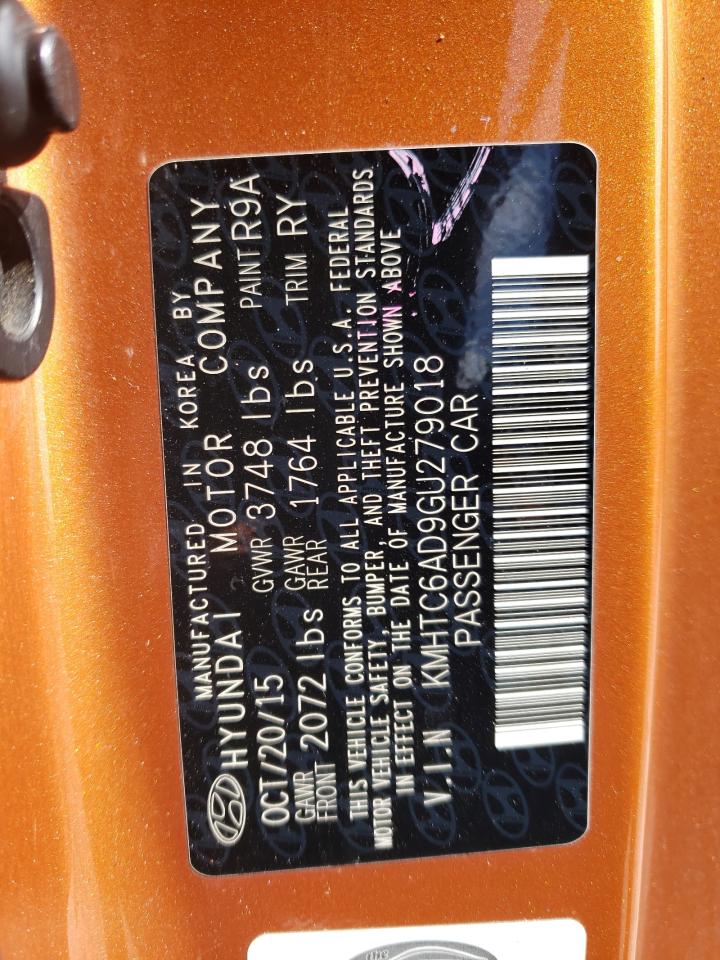 MANUFACTURED IN KOREA BY
HYUNDAI MOTOR COMPANY
OCT/20/15 GVWR 3748 lbs PAINT R9A
GAWR FRONT 2072 lbs GAWR REAR 1764 lbs TRIM RY
THIS VEHICLE CONFORMS TO ALL APPLICABLE U.S.A. FEDERAL
MOTOR VEHICLE SAFETY, BUMPER, AND THEFT PREVENTION STANDARDS
IN EFFECT ON THE DATE OF MANUFACTURE SHOWN ABOVE
V.I.N KMHTC6AD9GU279018
PASSENGER CAR